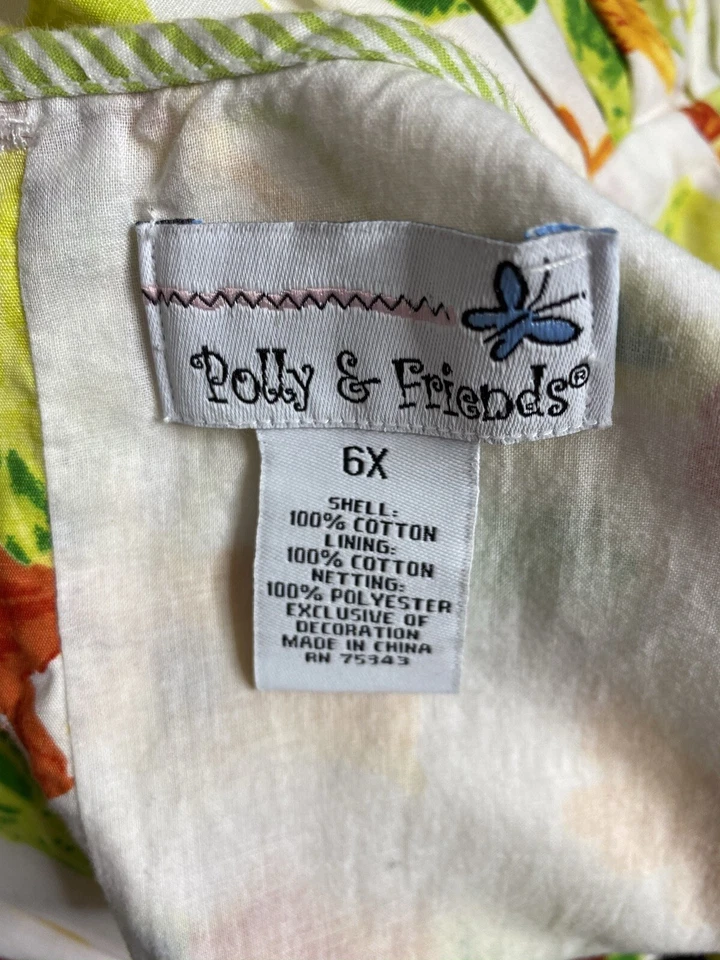 Polly & Friends®
6X
SHELL:
100% COTTON
LINING:
100% COTTON
NETTING:
100% POLYESTER
EXCLUSIVE OF
DECORATION
MADE IN CHINA
RN 75343